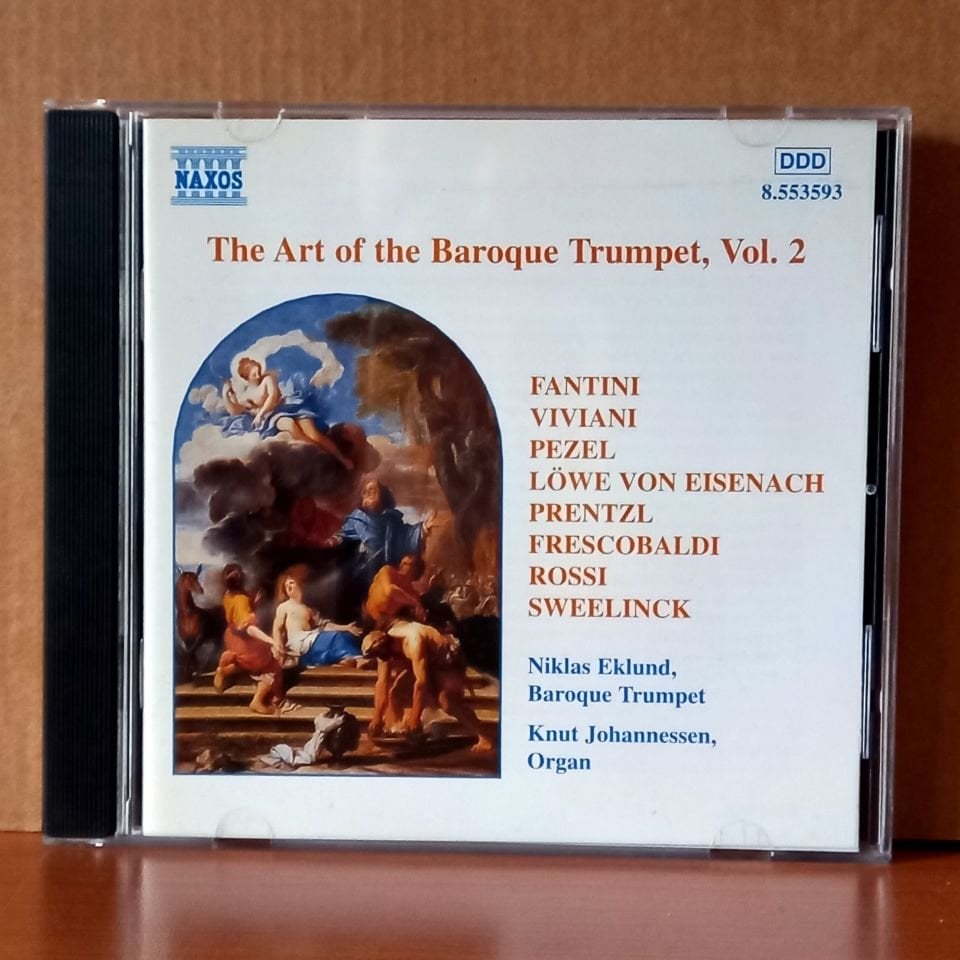 NAXOS
DDD
8.553593
The Art of the Baroque Trumpet, Vol. 2
FANTINI
VIVIANI
PEZEL
LÖWE VON EISENACH
PRENTZL
FRESCOBALDI
ROSSI
SWEELINCK
Niklas Eklund,
Baroque Trumpet
Knut Johannessen,
Organ